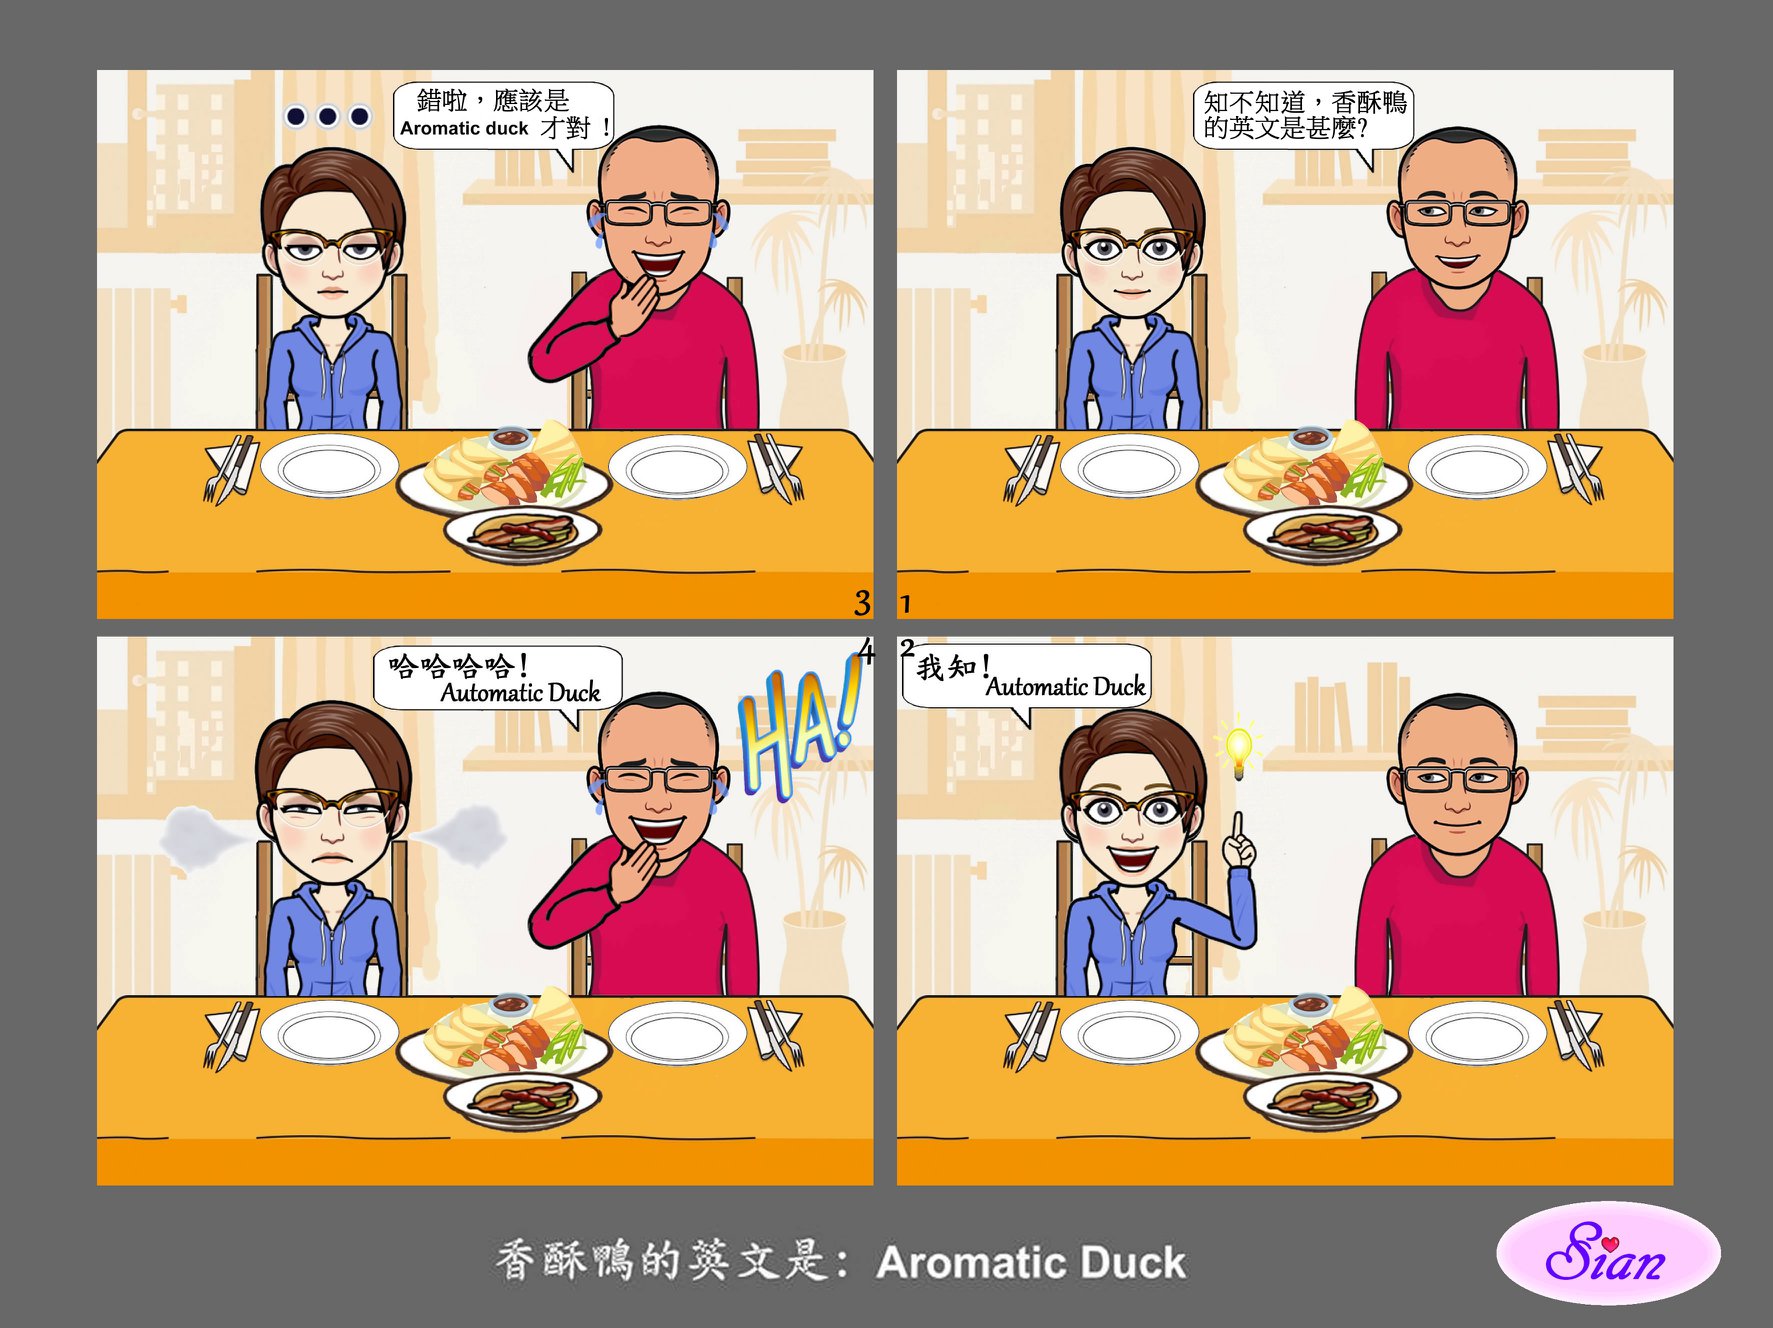 知不知道，香酥鴨
的英文是甚麼?
1
2
我知!
Automatic Duck
錯啦，應該是
Aromatic duck 才對 !
3
4
哈哈哈哈!
Automatic Duck
HA!
香酥鴨的英文是: Aromatic Duck
Sian